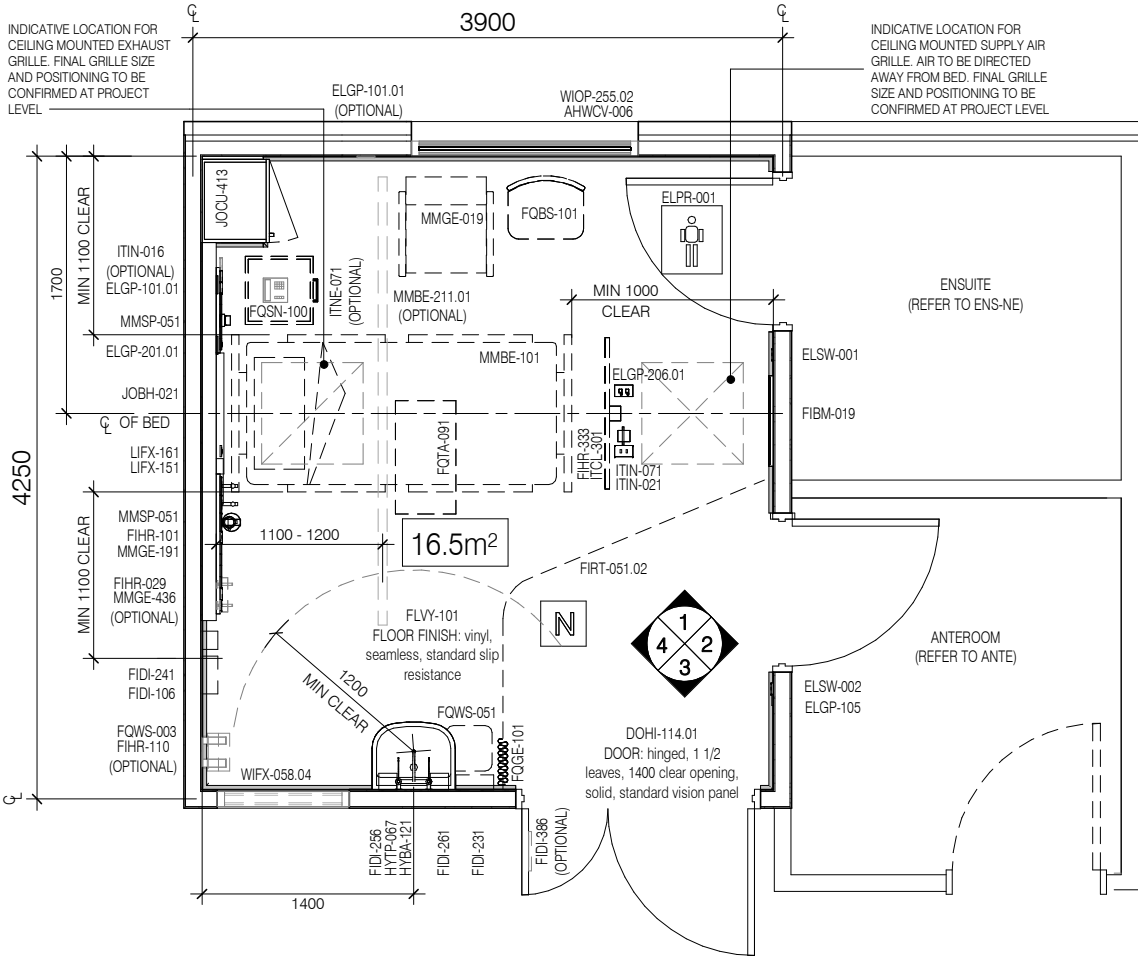 ℄
3900
℄
INDICATIVE LOCATION FOR
CEILING MOUNTED EXHAUST
GRILLE. FINAL GRILLE SIZE
AND POSITIONING TO BE
CONFIRMED AT PROJECT
LEVEL
INDICATIVE LOCATION FOR
CEILING MOUNTED SUPPLY AIR
GRILLE. AIR TO BE DIRECTED
AWAY FROM BED. FINAL GRILLE
SIZE AND POSITIONING TO BE
CONFIRMED AT PROJECT LEVEL
ELGP-101.01
(OPTIONAL)
WIOP-255.02
AHWCV-006
JOCU-413
MMGE-019
FQBS-101
ELPR-001
1700
MIN 1100 CLEAR
ITIN-016
(OPTIONAL)
ELGP-101.01
MMSP-051
ELGP-201.01
JOBH-021
℄ OF BED
LIFX-161
LIFX-151
FQSN-100
ITNE-071
(OPTIONAL)
MMBE-211.01
(OPTIONAL)
MIN 1000
CLEAR
ENSUITE
(REFER TO ENS-NE)
MMBE-101
ELGP-206.01
ELSW-001
FIBM-019
FQTA-091
FIHR-333
ITCL-301
ITIN-071
ITIN-021
4250
MIN 1100 CLEAR
MMSP-051
FIHR-101
MMGE-191
FIHR-029
MMGE-436
(OPTIONAL)
1100 - 1200
16.5m²
FIRT-051.02
FLVY-101
FLOOR FINISH: vinyl,
seamless, standard slip
resistance
N
1
4
2
3
ANTEROOM
(REFER TO ANTE)
FIDI-241
FIDI-106
1200
MIN CLEAR
ELSW-002
ELGP-105
FQWS-003
FIHR-110
(OPTIONAL)
FQWS-051
FQGE-101
DOHI-114.01
DOOR: hinged, 1 1/2
leaves, 1400 clear opening,
solid, standard vision panel
WIFX-058.04
℄
FIDI-256
HYTP-067
HYBA-121
FIDI-261
FIDI-231
FIDI-386
(OPTIONAL)
1400